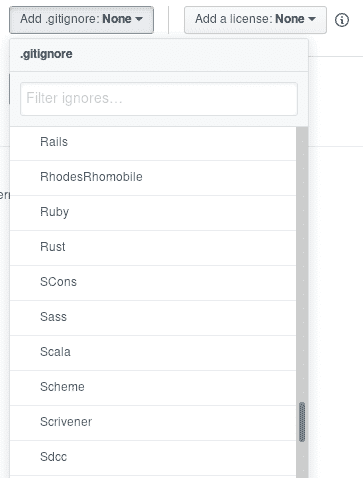 Add .gitignore: None Add a license: None
.gitignore
Filter ignores…
Rails
RhodesRhomobile
Ruby
Rust
SCons
Sass
Scala
Scheme
Scrivener
Sdcc